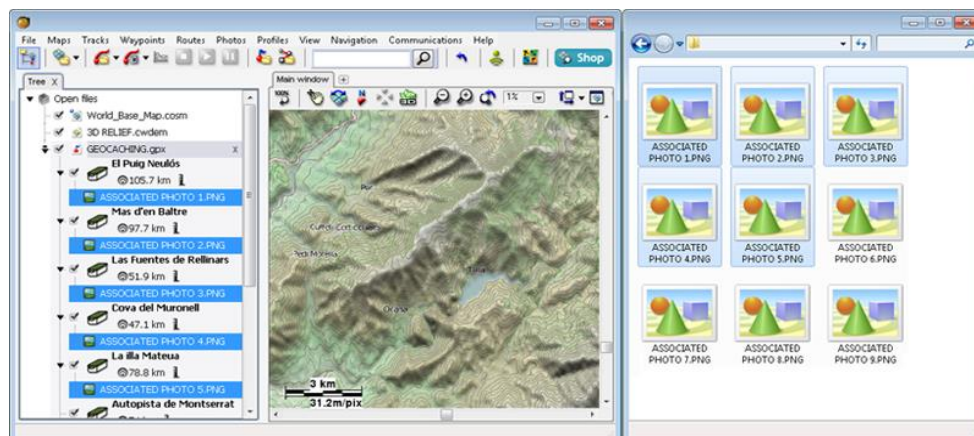 File Maps Tracks Waypoints Routes Photos Profiles View Navigation Communications Help
Shop
Tree X
Open files
World_Base_Map.cosm
3D RELIEF.cwdem
GEOCACHING.gpx X
El Puig Neulós
105.7 km
ASSOCIATED PHOTO 1.PNG
Mas d'en Baltre
97.7 km
ASSOCIATED PHOTO 2.PNG
Las Fuentes de Rellinars
51.9 km
ASSOCIATED PHOTO 3.PNG
Cova del Muronell
47.1 km
ASSOCIATED PHOTO 4.PNG
La illa Mateua
78.8 km
ASSOCIATED PHOTO 5.PNG
Autopista de Montserrat
Main window
100%
1%
3 km
31.2m/pix
ASSOCIATED PHOTO 1.PNG
ASSOCIATED PHOTO 2.PNG
ASSOCIATED PHOTO 3.PNG
ASSOCIATED PHOTO 4.PNG
ASSOCIATED PHOTO 5.PNG
ASSOCIATED PHOTO 6.PNG
ASSOCIATED PHOTO 7.PNG
ASSOCIATED PHOTO 8.PNG
ASSOCIATED PHOTO 9.PNG